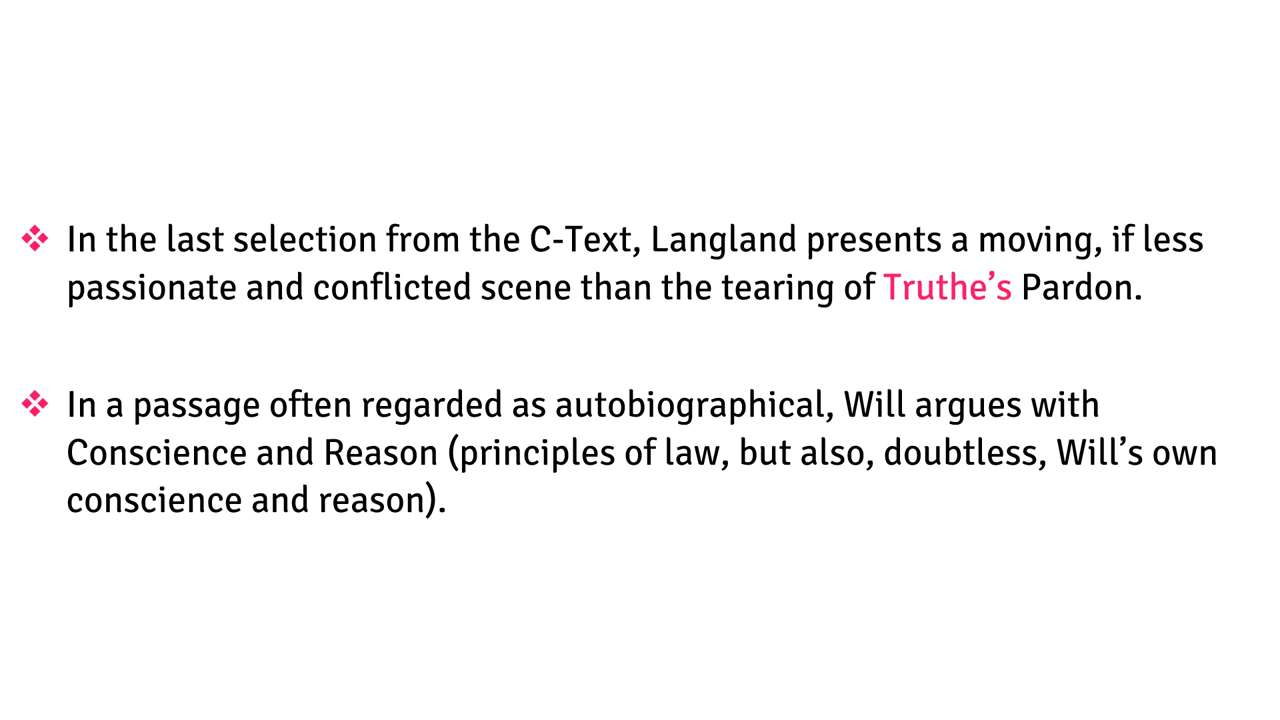 In the last selection from the C-Text, Langland presents a moving, if less
passionate and conflicted scene than the tearing of Truthe’s Pardon.
In a passage often regarded as autobiographical, Will argues with
Conscience and Reason (principles of law, but also, doubtless, Will’s own
conscience and reason).